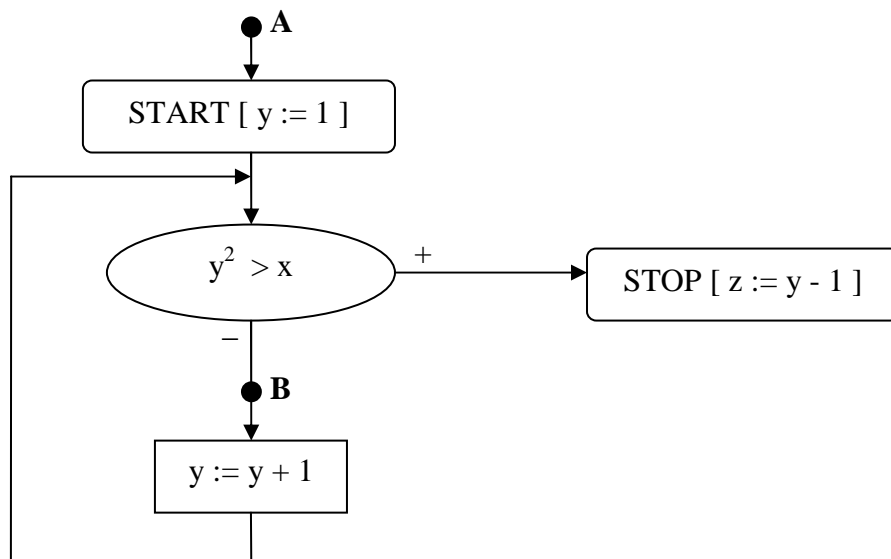 A
START [ y := 1 ]
y² > x
+
STOP [ z := y - 1 ]
–
B
y := y + 1